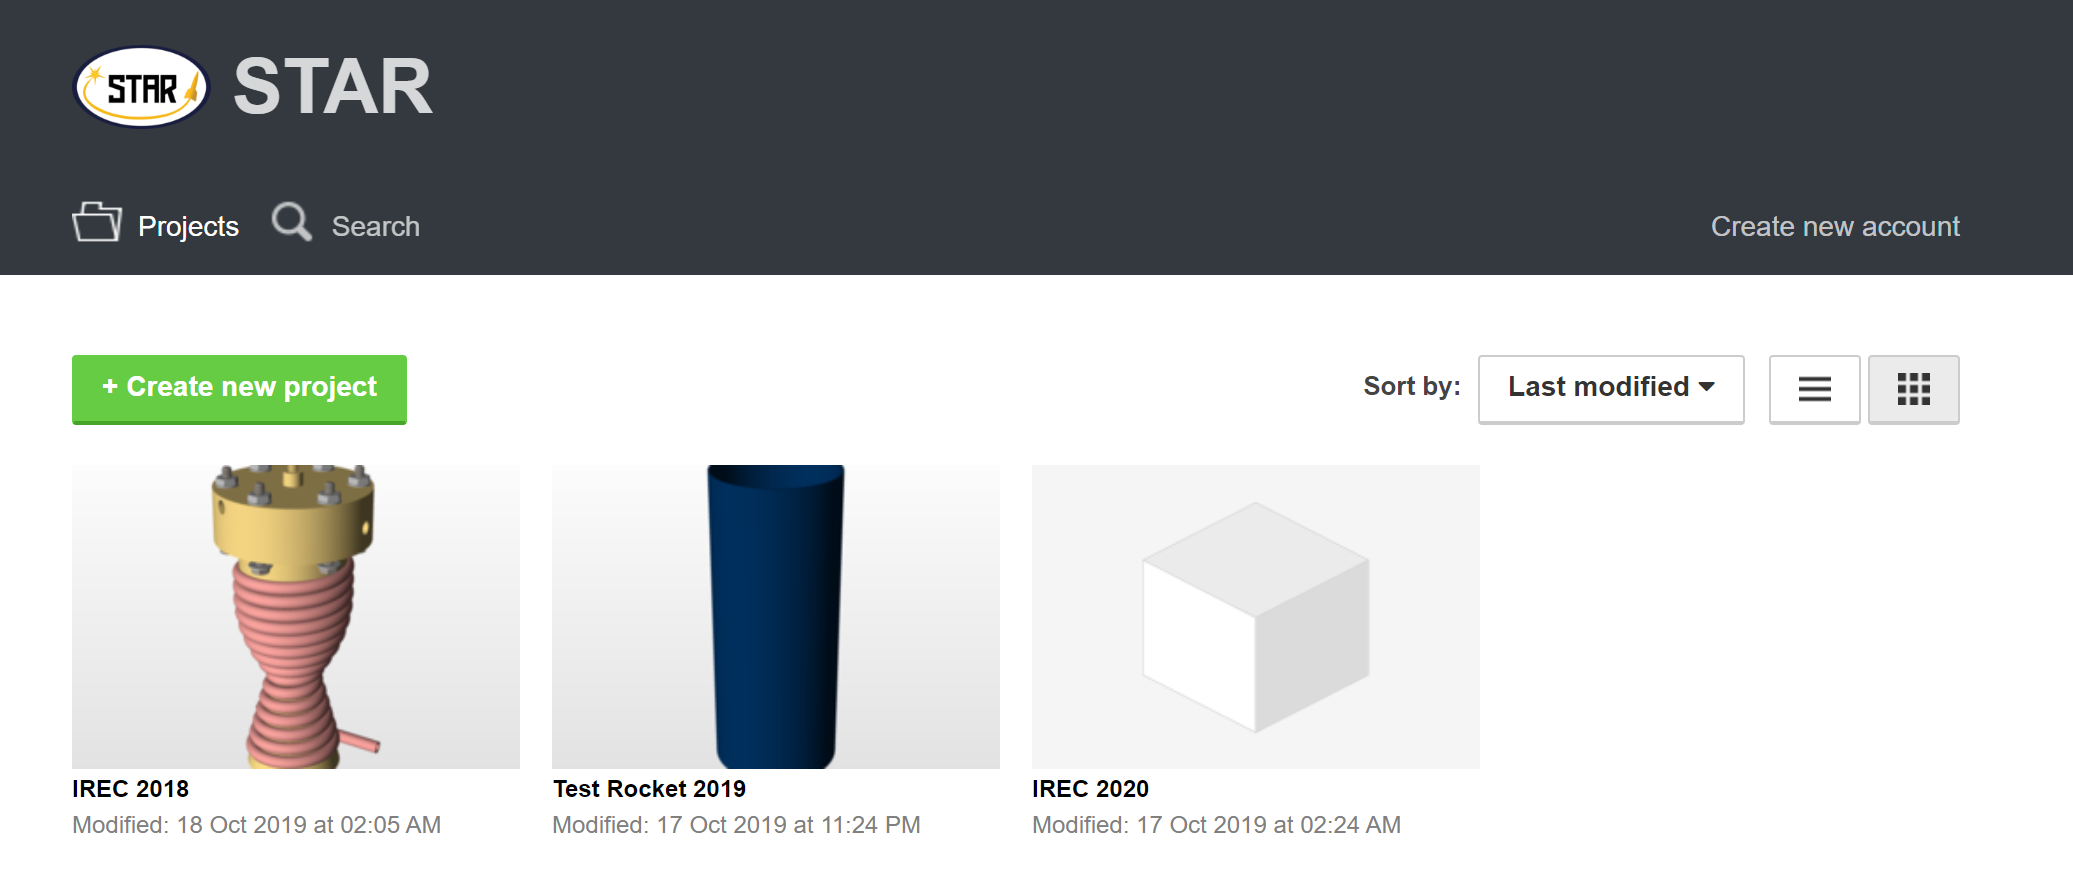 STAR STAR
Projects Search Create new account
+ Create new project Sort by: Last modified
IREC 2018 Test Rocket 2019 IREC 2020
Modified: 18 Oct 2019 at 02:05 AM Modified: 17 Oct 2019 at 11:24 PM Modified: 17 Oct 2019 at 02:24 AM